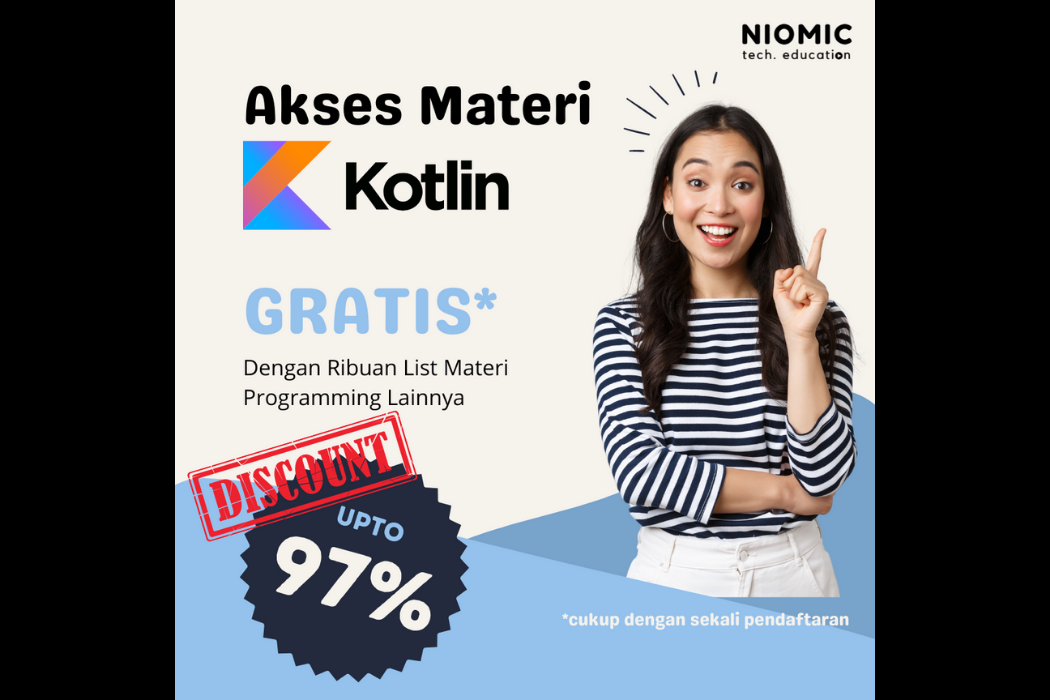 NIOMIC
tech. education
Akses Materi
Kotlin
GRATIS*
Dengan Ribuan List Materi
Programming Lainnya
DISCOUNT
UPTO
97%
*cukup dengan sekali pendaftaran